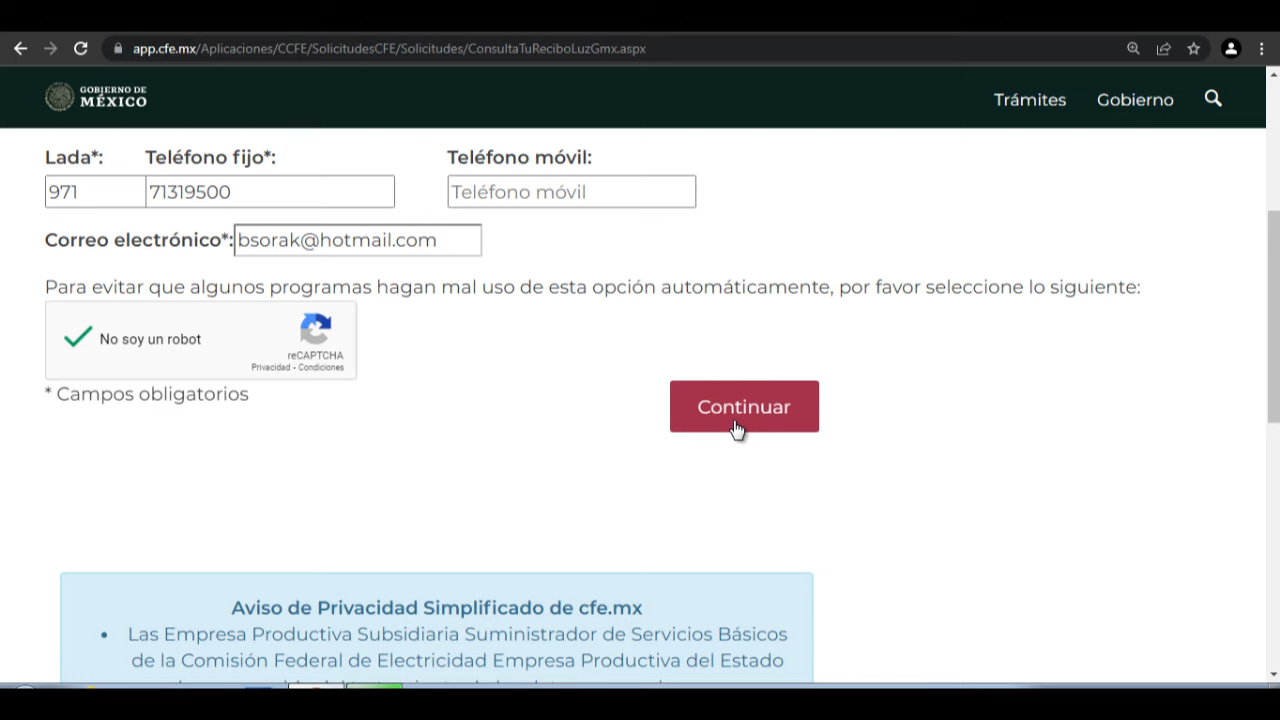 app.cfe.mx/Aplicaciones/CCFE/SolicitudesCFE/Solicitudes/ConsultaTuReciboLuzGmx.aspx
GOBIERNO DE
MÉXICO
Trámites
Gobierno
Lada*:
Teléfono fijo*:
Teléfono móvil:
971
71319500
Teléfono móvil
Correo electrónico*:
bsorak@hotmail.com
Para evitar que algunos programas hagan mal uso de esta opción automáticamente, por favor seleccione lo siguiente:
No soy un robot
reCAPTCHA
Privacidad - Condiciones
* Campos obligatorios
Continuar
Aviso de Privacidad Simplificado de cfe.mx
• Las Empresa Productiva Subsidiaria Suministrador de Servicios Básicos
de la Comisión Federal de Electricidad Empresa Productiva del Estado